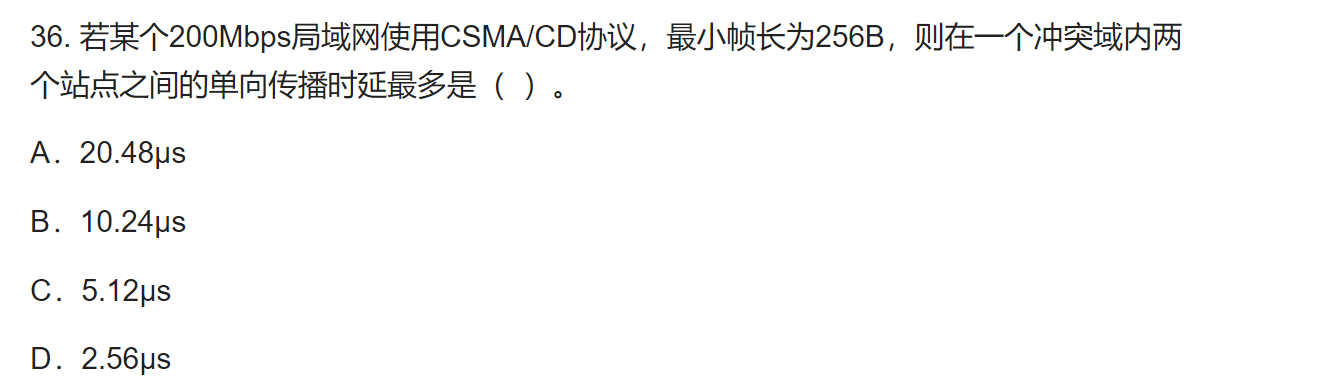 36. 若某个200Mbps局域网使用CSMA/CD协议，最小帧长为256B，则在一个冲突域内两
个站点之间的单向传播时延最多是（ ）。
A．20.48μs
B．10.24μs
C．5.12μs
D．2.56μs